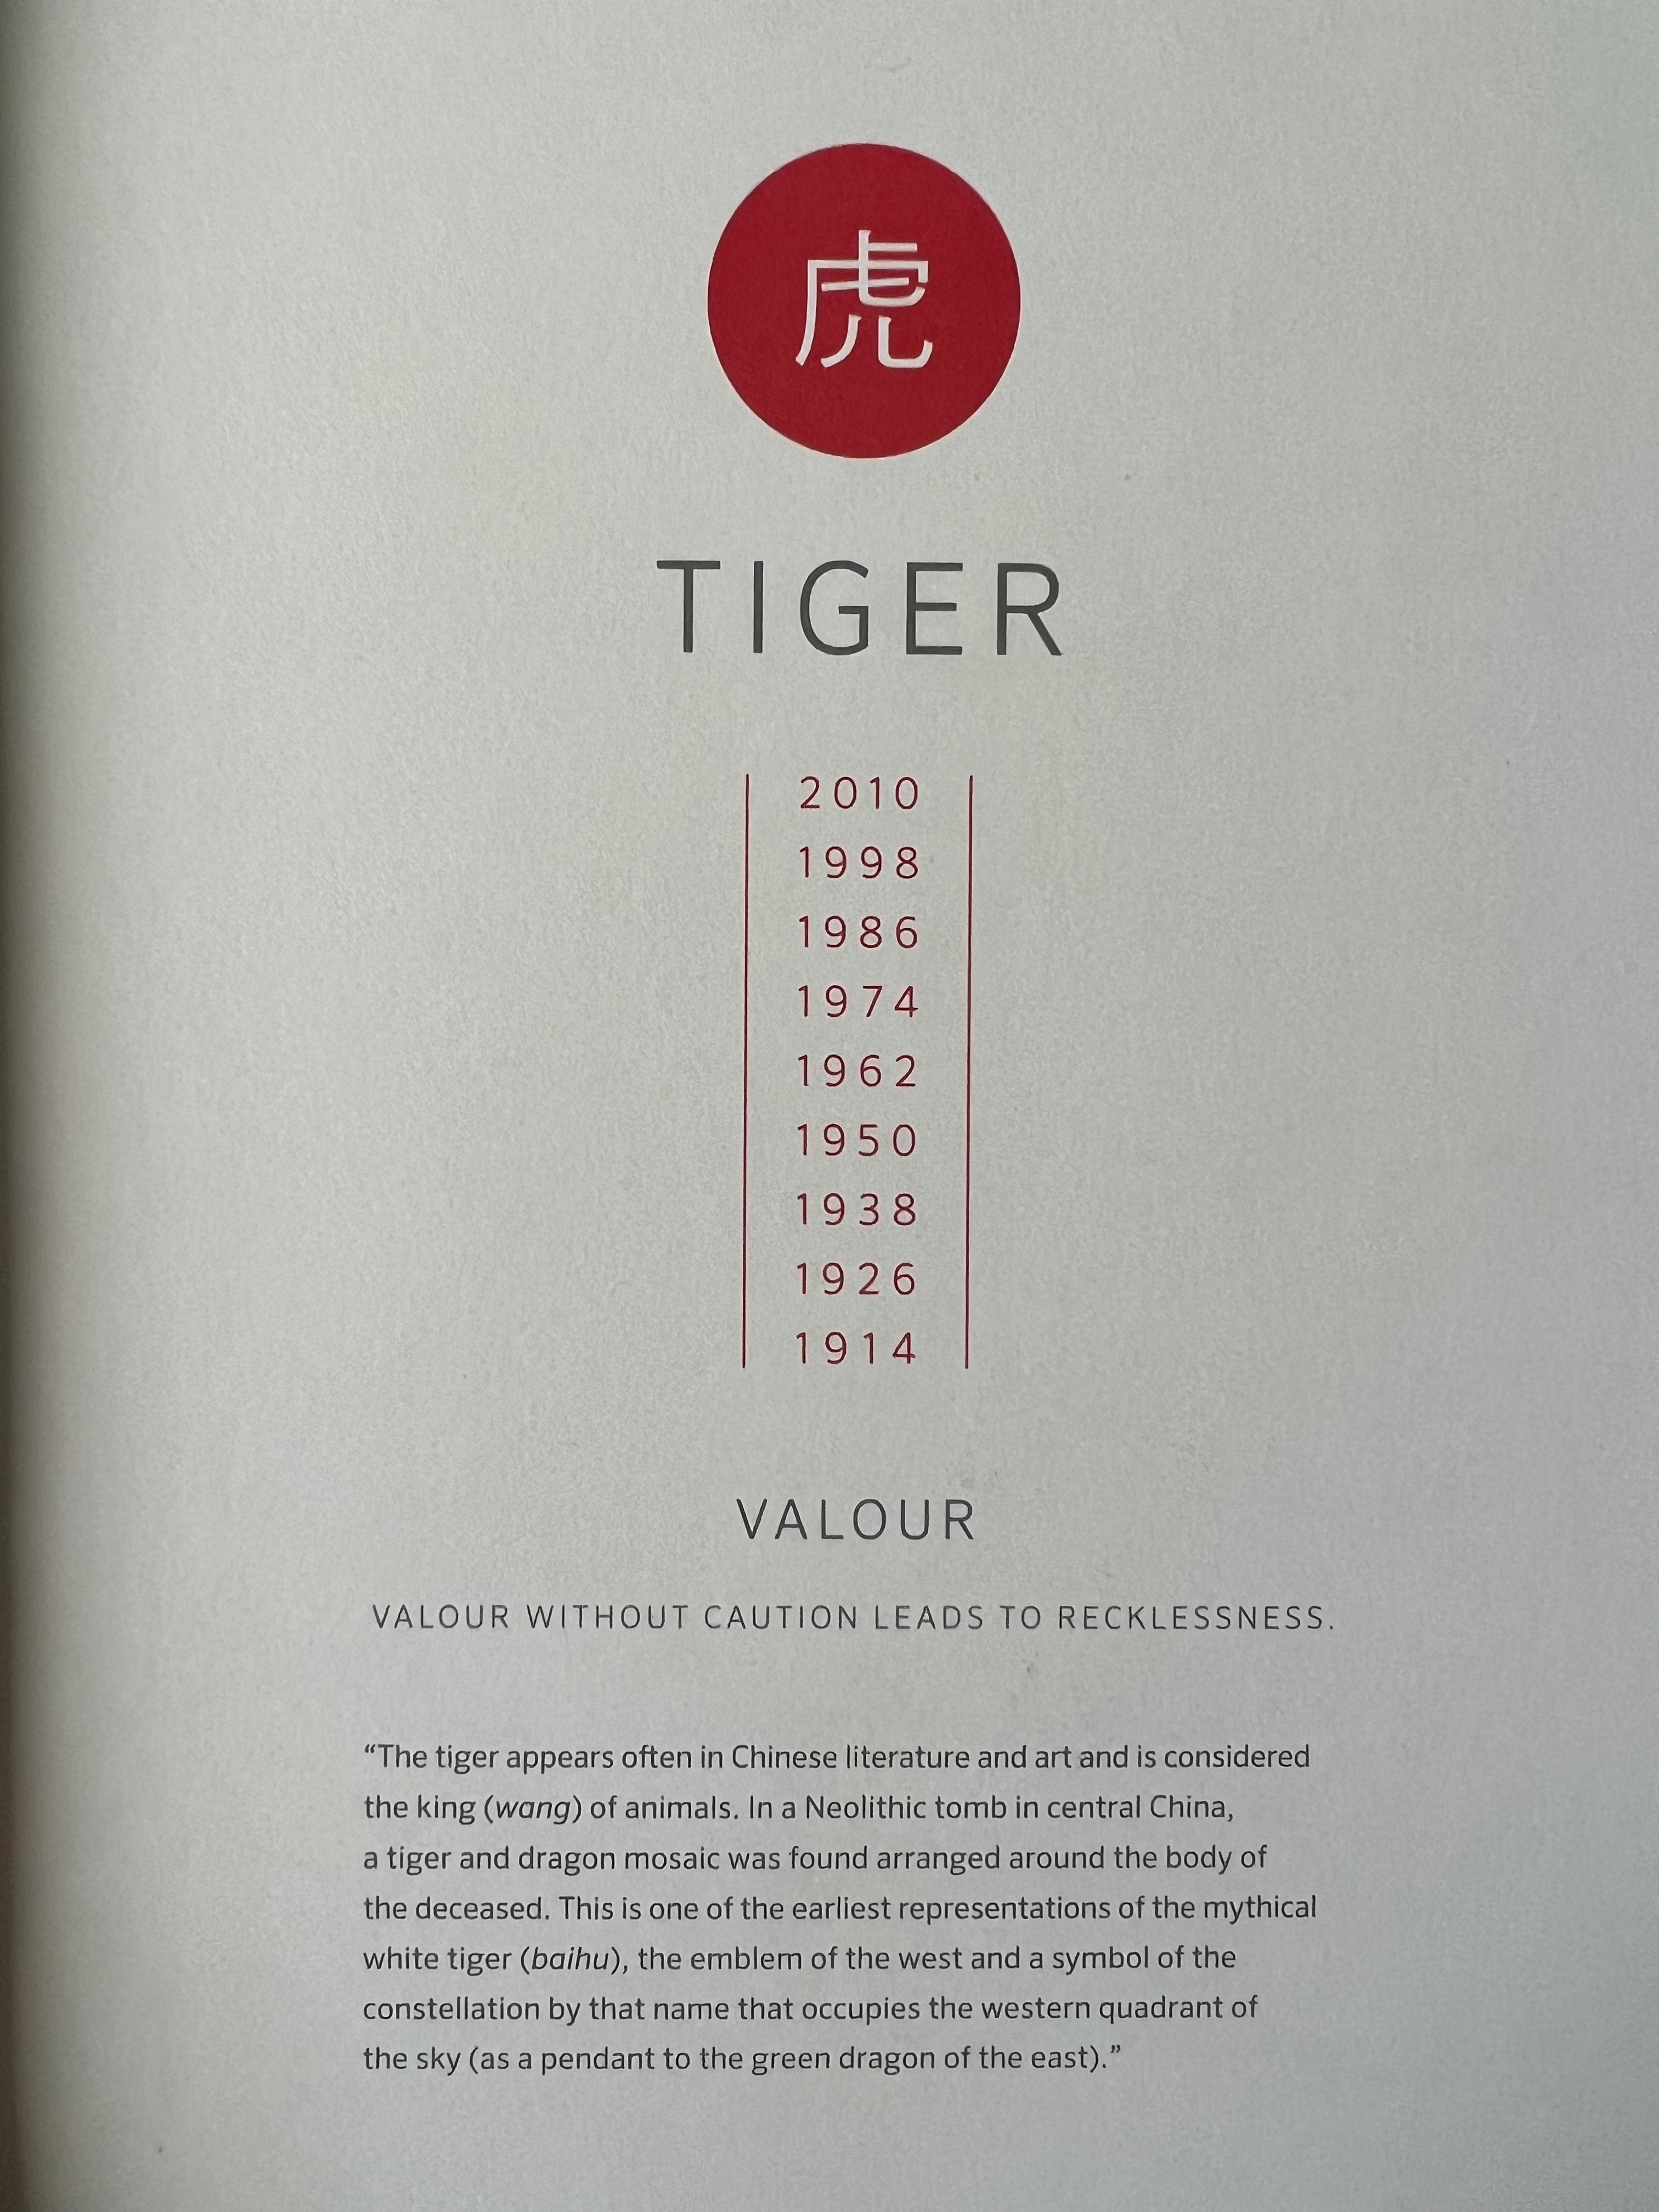 虎
TIGER
2010
1998
1986
1974
1962
1950
1938
1926
1914
VALOUR
VALOUR WITHOUT CAUTION LEADS TO RECKLESSNESS.
“The tiger appears often in Chinese literature and art and is considered
the king (wang) of animals. In a Neolithic tomb in central China,
a tiger and dragon mosaic was found arranged around the body of
the deceased. This is one of the earliest representations of the mythical
white tiger (baihu), the emblem of the west and a symbol of the
constellation by that name that occupies the western quadrant of
the sky (as a pendant to the green dragon of the east).”